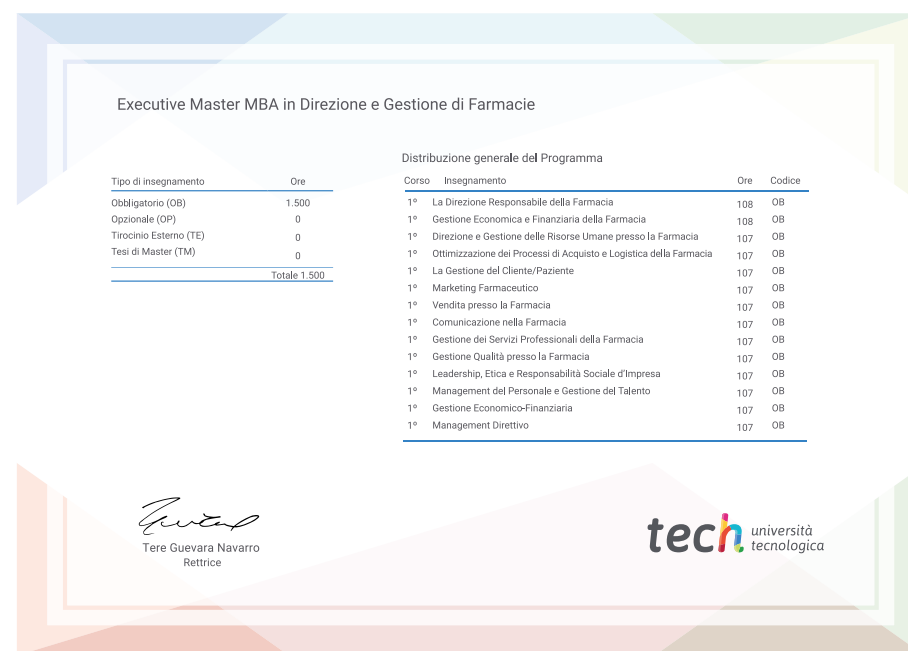 Executive Master MBA in Direzione e Gestione di Farmacie
Tipo di insegnamento Ore
Obbligatorio (OB) 1.500
Opzionale (OP) 0
Tirocinio Esterno (TE) 0
Tesi di Master (TM) 0
Totale 1.500
Distribuzione generale del Programma
Corso Insegnamento Ore Codice
1º La Direzione Responsabile della Farmacia 108 OB
1º Gestione Economica e Finanziaria della Farmacia 108 OB
1º Direzione e Gestione delle Risorse Umane presso la Farmacia 107 OB
1º Ottimizzazione dei Processi di Acquisto e Logistica della Farmacia 107 OB
1º La Gestione del Cliente/Paziente 107 OB
1º Marketing Farmaceutico 107 OB
1º Vendita presso la Farmacia 107 OB
1º Comunicazione nella Farmacia 107 OB
1º Gestione dei Servizi Professionali della Farmacia 107 OB
1º Gestione Qualità presso la Farmacia 107 OB
1º Leadership, Etica e Responsabilità Sociale d'Impresa 107 OB
1º Management del Personale e Gestione del Talento 107 OB
1º Gestione Economico-Finanziaria 107 OB
1º Management Direttivo 107 OB
Tere Guevara Navarro
Rettrice
tech università
tecnologica